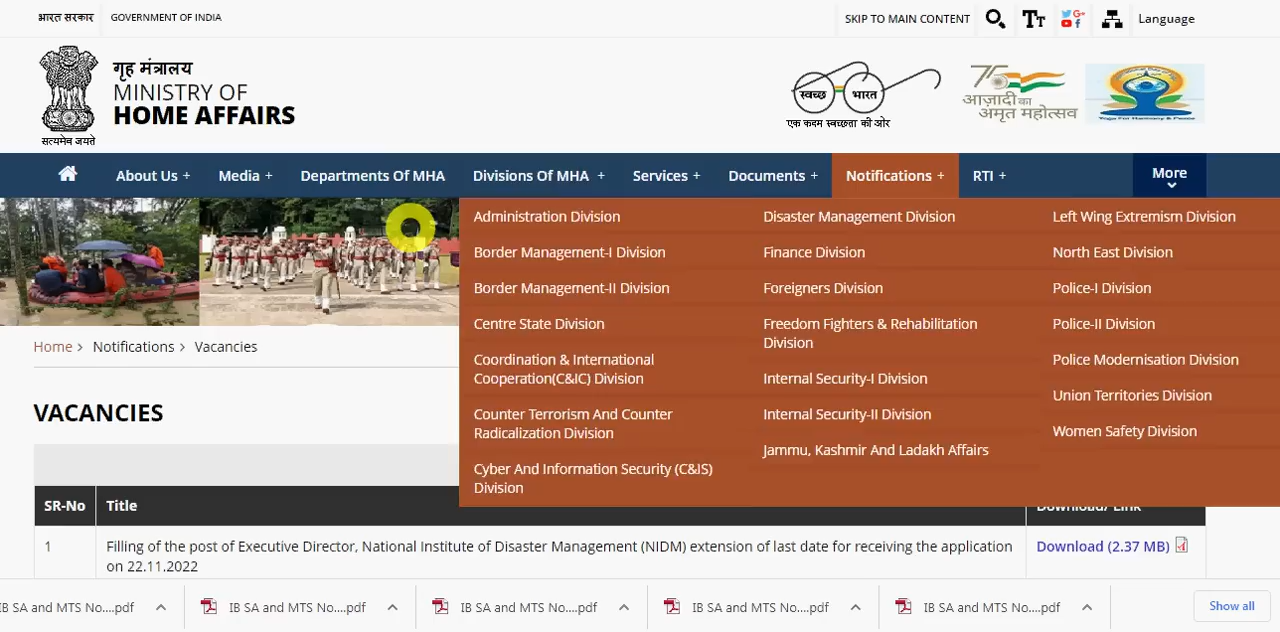 भारत सरकार GOVERNMENT OF INDIA SKIP TO MAIN CONTENT Tт Language
गृह मंत्रालय
MINISTRY OF
HOME AFFAIRS
सत्यमेव जयते
स्वच्छ भारत
एक कदम स्वच्छता की ओर
75
आज़ादी का
अमृत महोत्सव
Yoga For Harmony & Peace
About Us + Media + Departments Of MHA Divisions Of MHA + Services + Documents + Notifications + RTI + More
Administration Division Disaster Management Division Left Wing Extremism Division
Border Management-I Division Finance Division North East Division
Border Management-II Division Foreigners Division Police-I Division
Centre State Division Freedom Fighters & Rehabilitation Division Police-II Division
Home > Notifications > Vacancies
Coordination & International Cooperation(C&IC) Division Internal Security-I Division Police Modernisation Division
Counter Terrorism And Counter Radicalization Division Internal Security-II Division Union Territories Division
Cyber And Information Security (C&IS) Division Jammu, Kashmir And Ladakh Affairs Women Safety Division
VACANCIES
SR-No Title Download/ Link
1 Filling of the post of Executive Director, National Institute of Disaster Management (NIDM) extension of last date for receiving the application Download (2.37 MB)
on 22.11.2022
IB SA and MTS No....pdf IB SA and MTS No....pdf IB SA and MTS No....pdf IB SA and MTS No....pdf IB SA and MTS No....pdf Show all